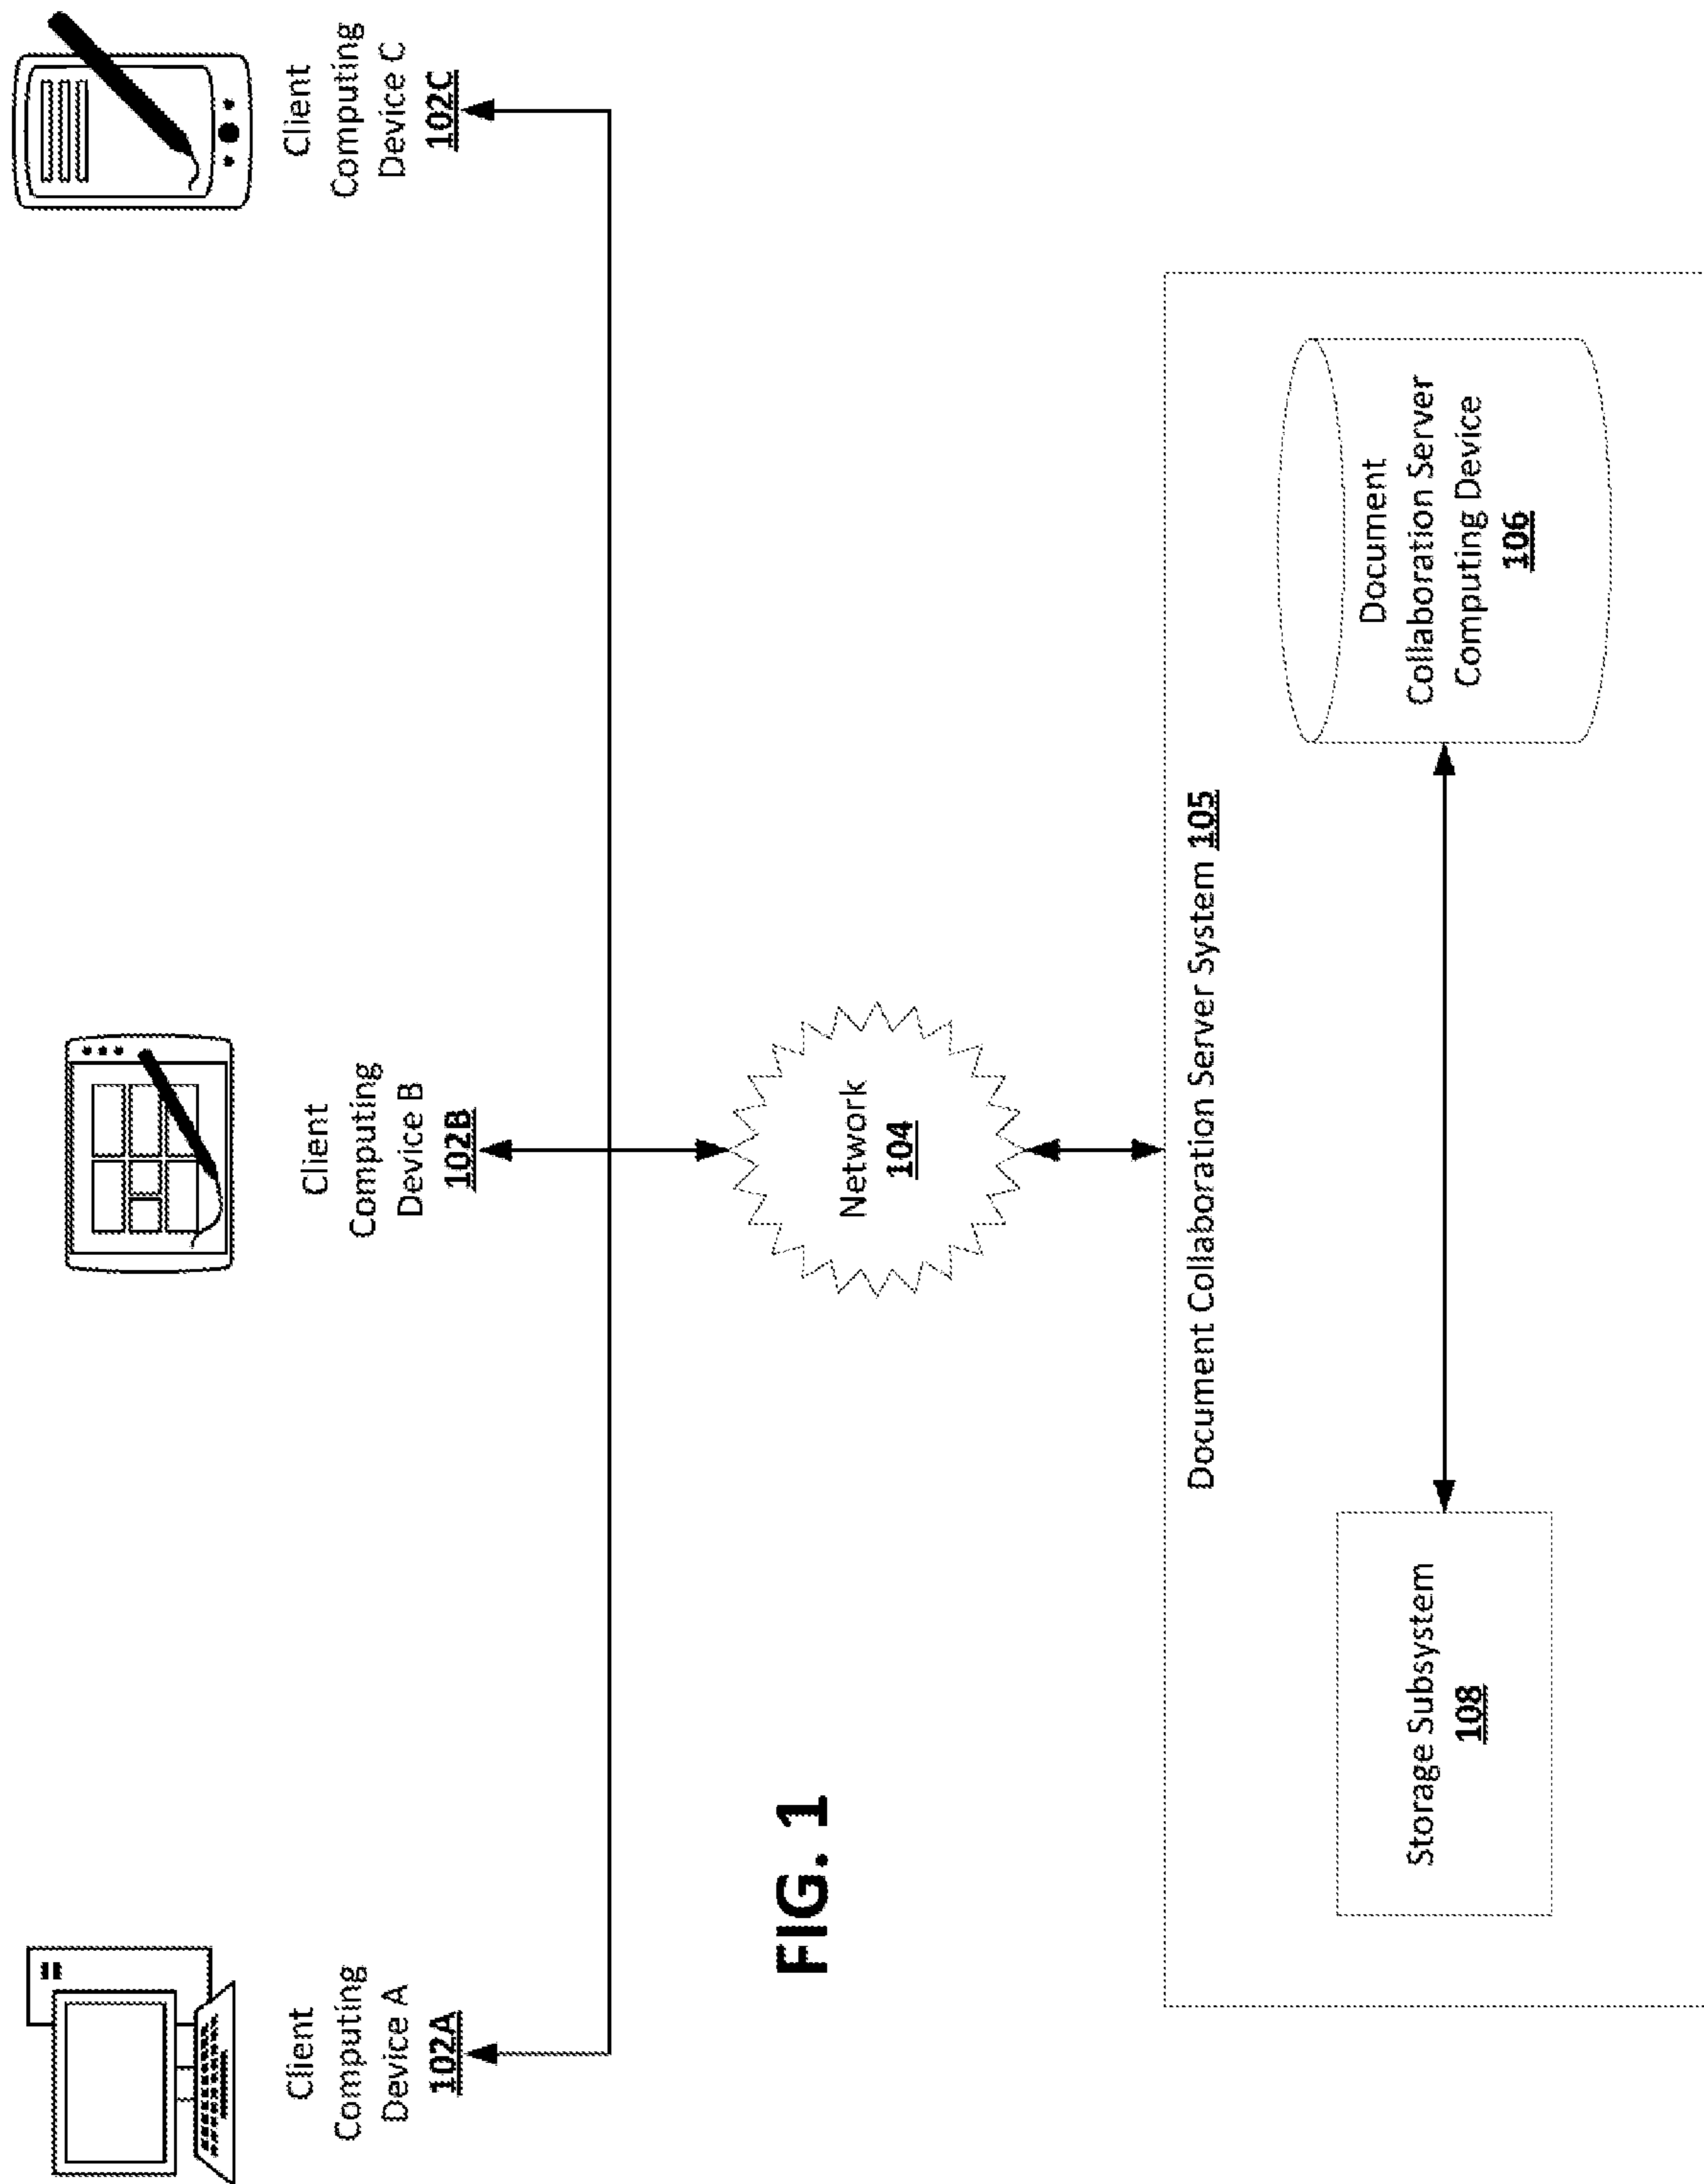 Client
Computing
Device A
102A
Client
Computing
Device B
102B
Client
Computing
Device C
102C
Network
104
FIG. 1
Document Collaboration Server System 105
Storage Subsystem
108
Document
Collaboration Server
Computing Device
106